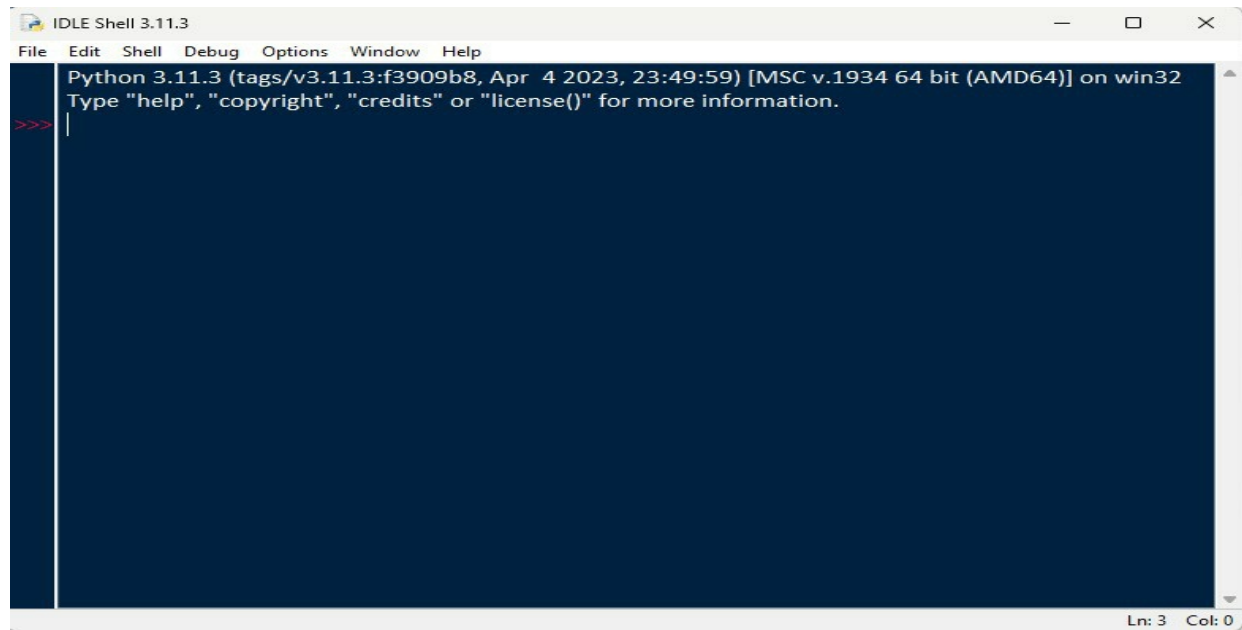 IDLE Shell 3.11.3
File Edit Shell Debug Options Window Help
Python 3.11.3 (tags/v3.11.3:f3909b8, Apr  4 2023, 23:49:59) [MSC v.1934 64 bit (AMD64)] on win32
Type "help", "copyright", "credits" or "license()" for more information.
>>>
Ln: 3 Col: 0